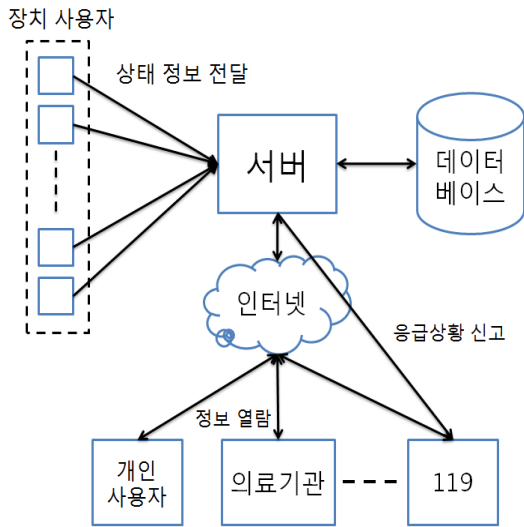 장치 사용자
상태 정보 전달
서버
데이터
베이스
인터넷
응급상황 신고
정보 열람
개인
사용자
의료기관
119